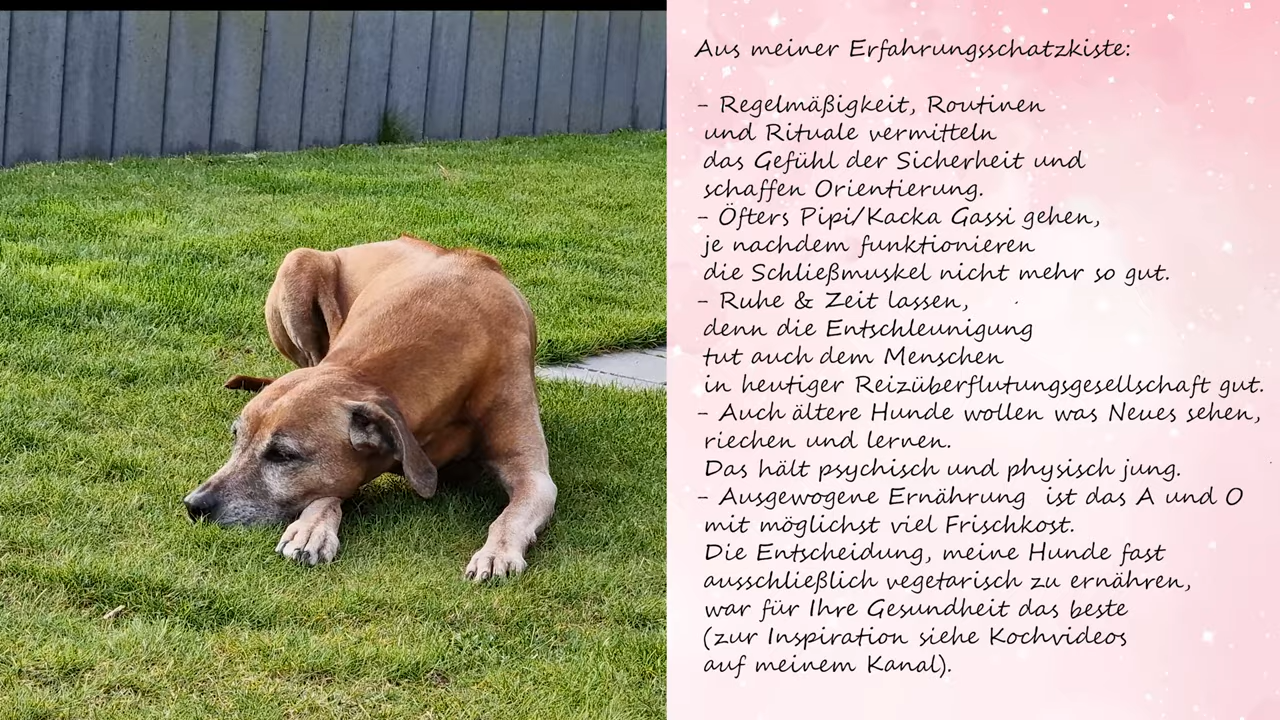 Aus meiner Erfahrungsschatzkiste:
- Regelmäßigkeit, Routinen
und Rituale vermitteln
das Gefühl der Sicherheit und
schaffen Orientierung.
- Öfters Pipi/Kacka Gassi gehen,
je nachdem funktionieren
die Schließmuskel nicht mehr so gut.
- Ruhe & Zeit lassen,
denn die Entschleunigung
tut auch dem Menschen
in heutiger Reizüberflutungsgesellschaft gut.
- Auch ältere Hunde wollen was Neues sehen,
riechen und lernen.
Das hält psychisch und physisch jung.
- Ausgewogene Ernährung ist das A und O
mit möglichst viel Frischkost.
Die Entscheidung, meine Hunde fast
ausschließlich vegetarisch zu ernähren,
war für Ihre Gesundheit das beste
(zur Inspiration siehe Kochvideos
auf meinem Kanal).